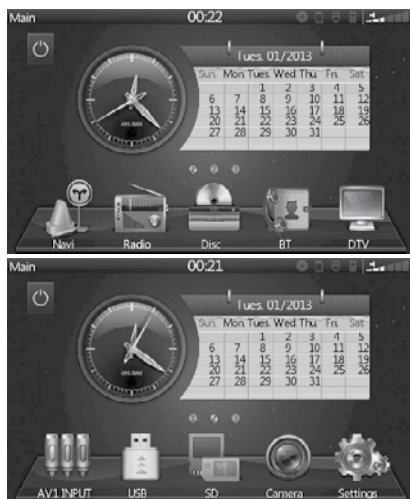 Main 00:22
Tues. 01/2013
Sun. Mon. Tues. Wed. Thu. Fri. Sat
1 2 3 4 5
6 7 8 9 10 11 12
13 14 15 16 17 18 19
20 21 22 23 24 25 26
27 28 29 30 31
Navi Radio Disc BT DTV
Main 00:21
Tues. 01/2013
Sun. Mon. Tues. Wed. Thu. Fri. Sat
1 2 3 4 5
6 7 8 9 10 11 12
13 14 15 16 17 18 19
20 21 22 23 24 25 26
27 28 29 30 31
AV1 INPUT USB SD Camera Settings